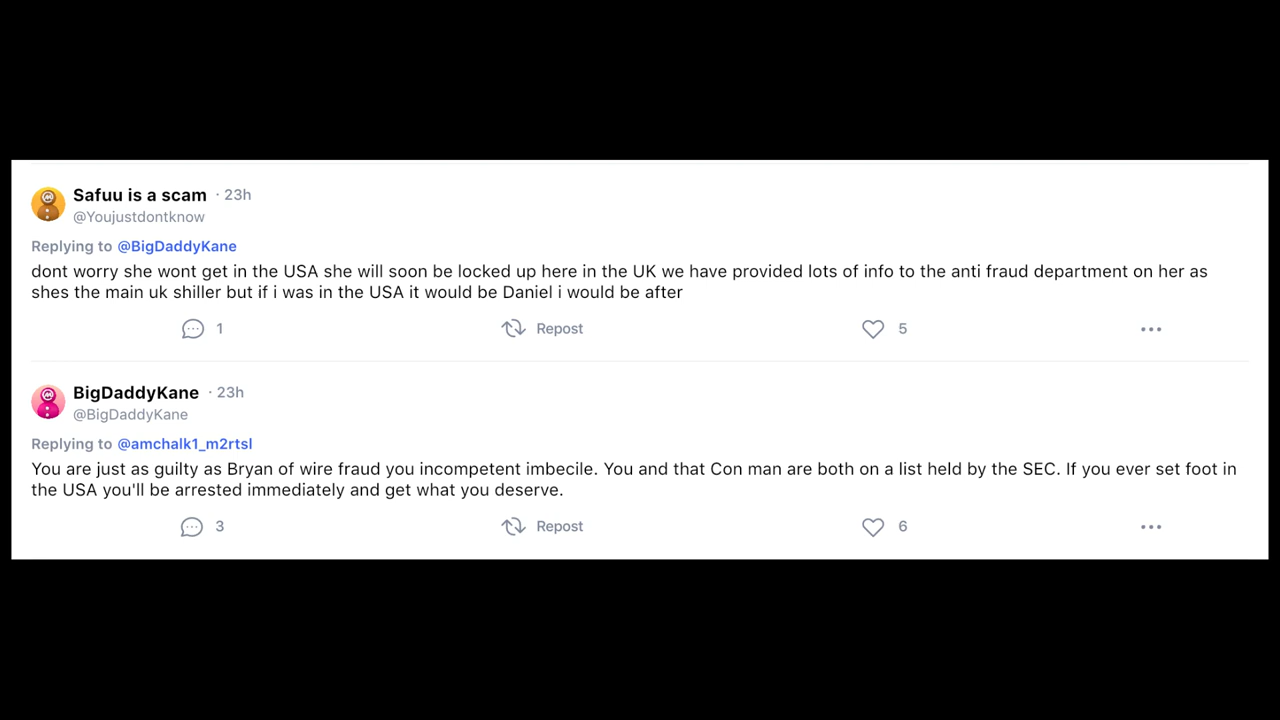 Safuu is a scam · 23h
@Youjustdontknow
Replying to @BigDaddyKane
dont worry she wont get in the USA she will soon be locked up here in the UK we have provided lots of info to the anti fraud department on her as
shes the main uk shiller but if i was in the USA it would be Daniel i would be after
1 Repost 5
BigDaddyKane · 23h
@BigDaddyKane
Replying to @amchalk1_m2rtsl
You are just as guilty as Bryan of wire fraud you incompetent imbecile. You and that Con man are both on a list held by the SEC. If you ever set foot in
the USA you'll be arrested immediately and get what you deserve.
3 Repost 6